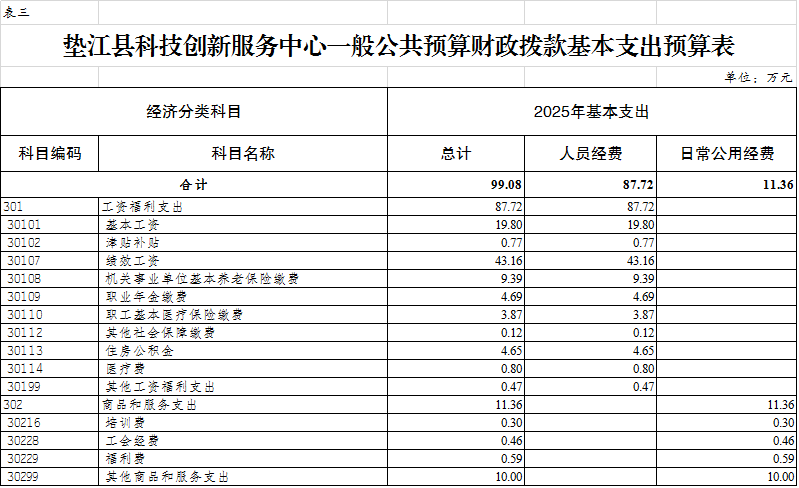 表三
垫江县科技创新服务中心一般公共预算财政拨款基本支出预算表
单位：万元
经济分类科目 2025年基本支出
科目编码 科目名称 总计 人员经费 日常公用经费
合计 99.08 87.72 11.36
301 工资福利支出 87.72 87.72
30101 基本工资 19.80 19.80
30102 津贴补贴 0.77 0.77
30107 绩效工资 43.16 43.16
30108 机关事业单位基本养老保险缴费 9.39 9.39
30109 职业年金缴费 4.69 4.69
30110 职工基本医疗保险缴费 3.87 3.87
30112 其他社会保障缴费 0.12 0.12
30113 住房公积金 4.65 4.65
30114 医疗费 0.80 0.80
30199 其他工资福利支出 0.47 0.47
302 商品和服务支出 11.36 11.36
30216 培训费 0.30 0.30
30228 工会经费 0.46 0.46
30229 福利费 0.59 0.59
30299 其他商品和服务支出 10.00 10.00